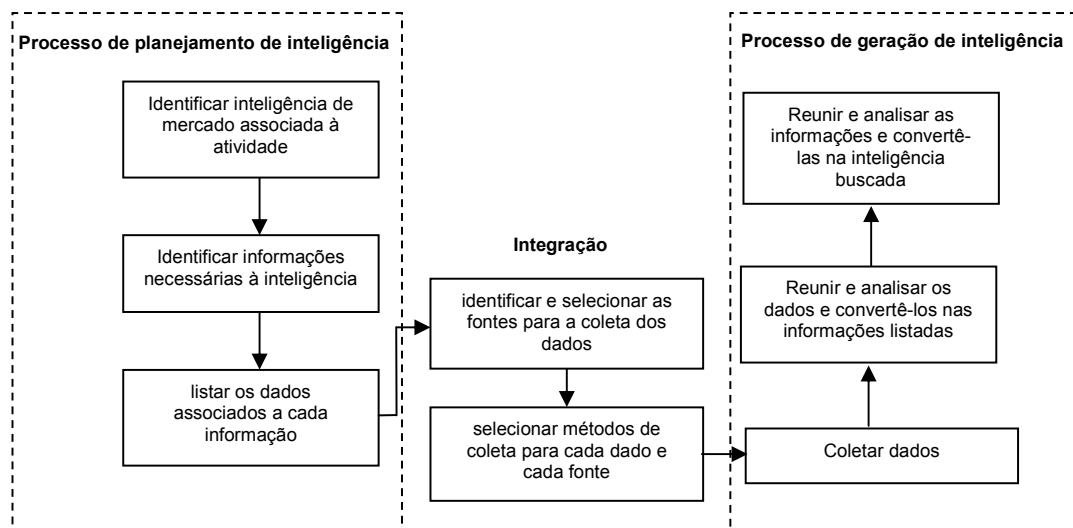 Processo de planejamento de inteligência
Identificar inteligência de
mercado associada à
atividade
Identificar informações
necessárias à inteligência
listar os dados
associados a cada
informação
Integração
identificar e selecionar as
fontes para a coleta dos
dados
selecionar métodos de
coleta para cada dado e
cada fonte
Processo de geração de inteligência
Reunir e analisar as
informações e convertê-
las na inteligência
buscada
Reunir e analisar os
dados e convertê-los nas
informações listadas
Coletar dados